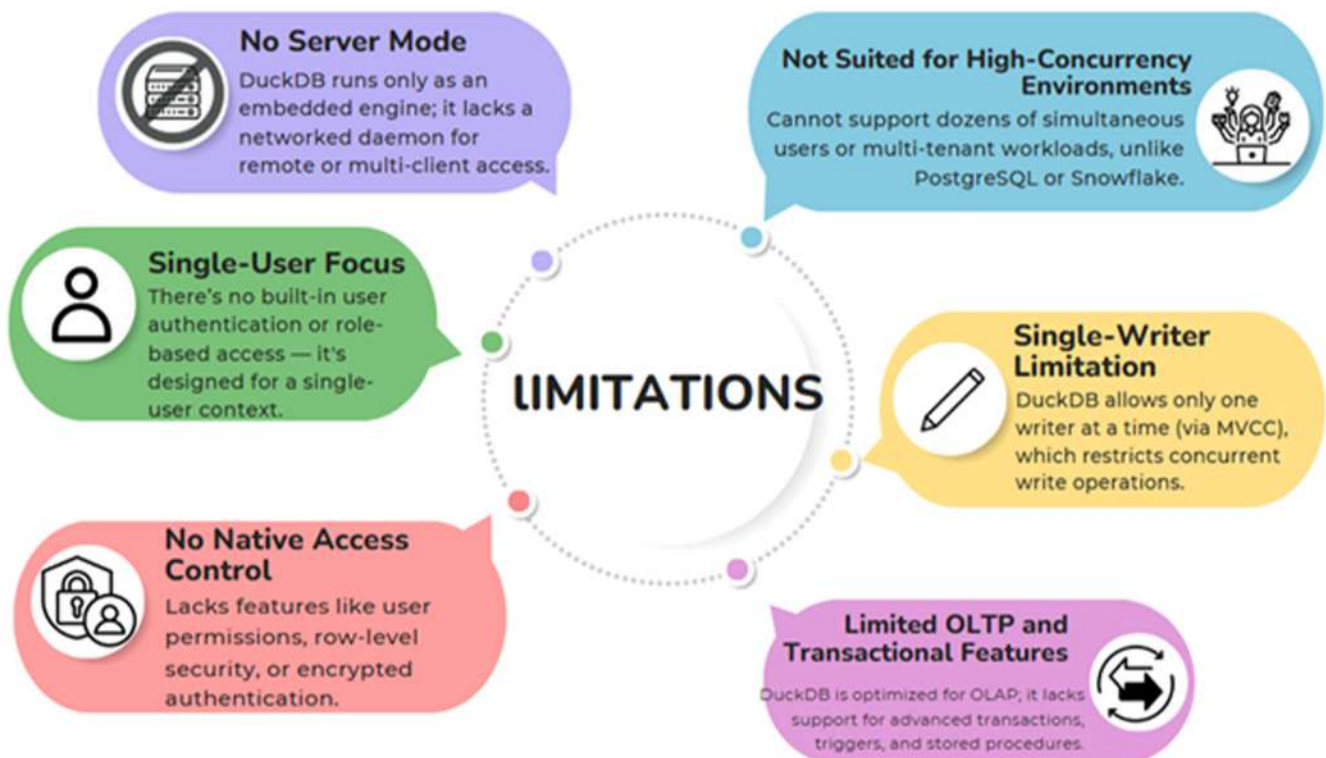 No Server Mode
DuckDB runs only as an
embedded engine; it lacks a
networked daemon for
remote or multi-client access.
Not Suited for High-Concurrency
Environments
Cannot support dozens of simultaneous
users or multi-tenant workloads, unlike
PostgreSQL or Snowflake.
Single-User Focus
There's no built-in user
authentication or role-
based access — it's
designed for a single-
user context.
LIMITATIONS
Single-Writer
Limitation
DuckDB allows only one
writer at a time (via MVCC),
which restricts concurrent
write operations.
No Native Access
Control
Lacks features like user
permissions, row-level
security, or encrypted
authentication.
Limited OLTP and
Transactional Features
DuckDB is optimized for OLAP; it lacks
support for advanced transactions,
triggers, and stored procedures.